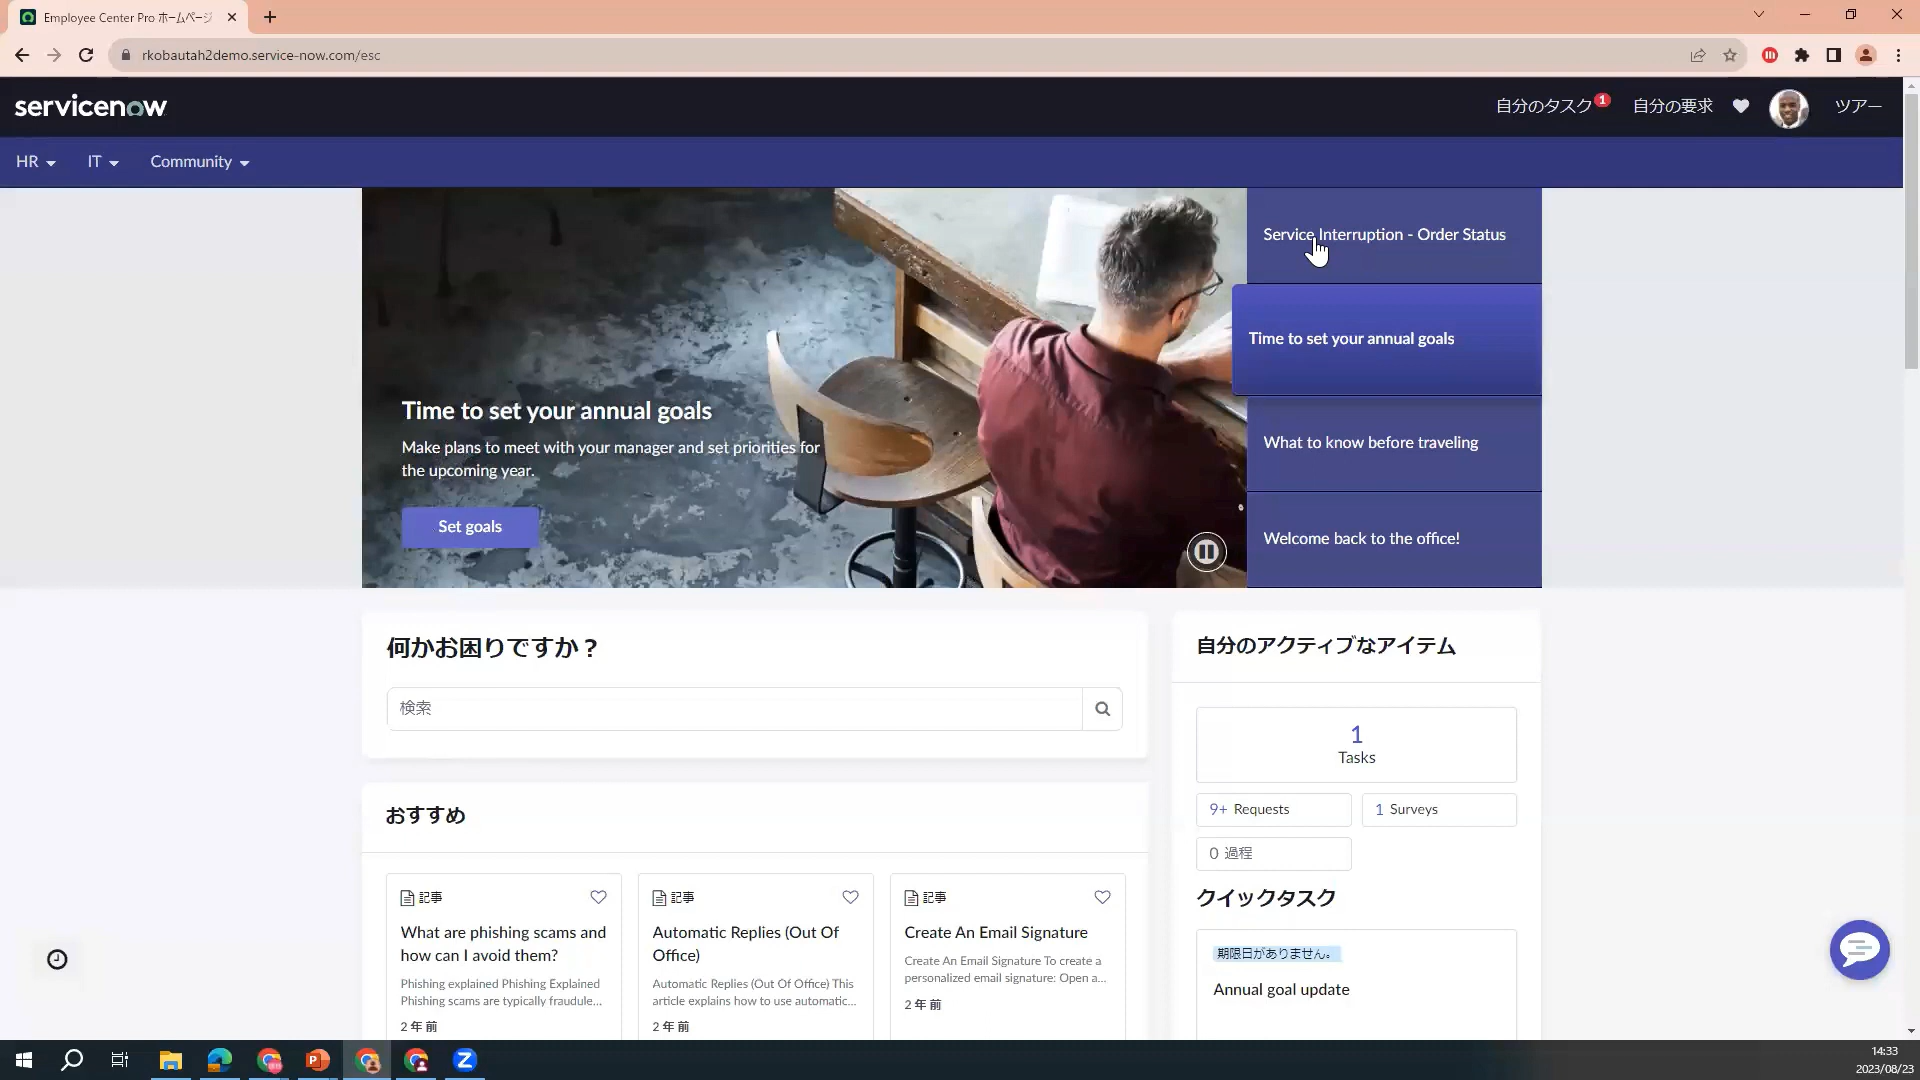 Employee Center Pro ホームページ
rkobautah2demo.service-now.com/esc
servicenow
自分のタスク 1
自分の要求
ツアー
HR
IT
Community
Time to set your annual goals
Make plans to meet with your manager and set priorities for
the upcoming year.
Set goals
Service Interruption - Order Status
Time to set your annual goals
What to know before traveling
Welcome back to the office!
何かお困りですか？
検索
おすすめ
記事
What are phishing scams and
how can I avoid them?
Phishing explained Phishing Explained
Phishing scams are typically fraudule...
2 年 前
記事
Automatic Replies (Out Of
Office)
Automatic Replies (Out Of Office) This
article explains how to use automatic...
2 年 前
記事
Create An Email Signature
Create An Email Signature To create a
personalized email signature: Open a...
2 年 前
自分のアクティブなアイテム
1
Tasks
9+ Requests
1 Surveys
0 過程
クイックタスク
期限日がありません。
Annual goal update
14:33
2023/08/23